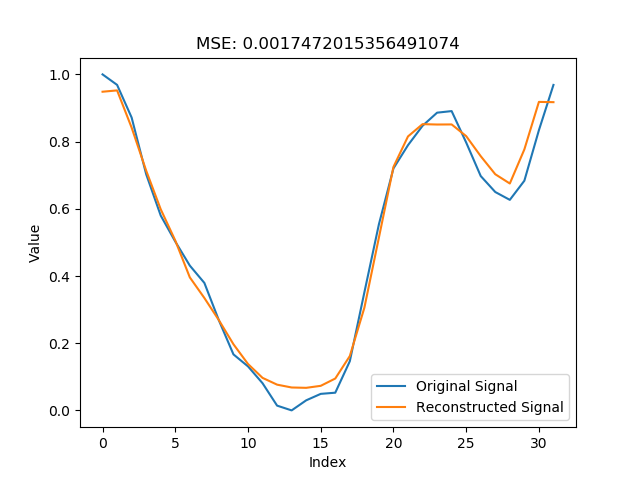 MSE: 0.0017472015356491074
1.0
0.8
0.6
0.4
0.2
0.0
Value
0 5 10 15 20 25 30
Index
Original Signal
Reconstructed Signal